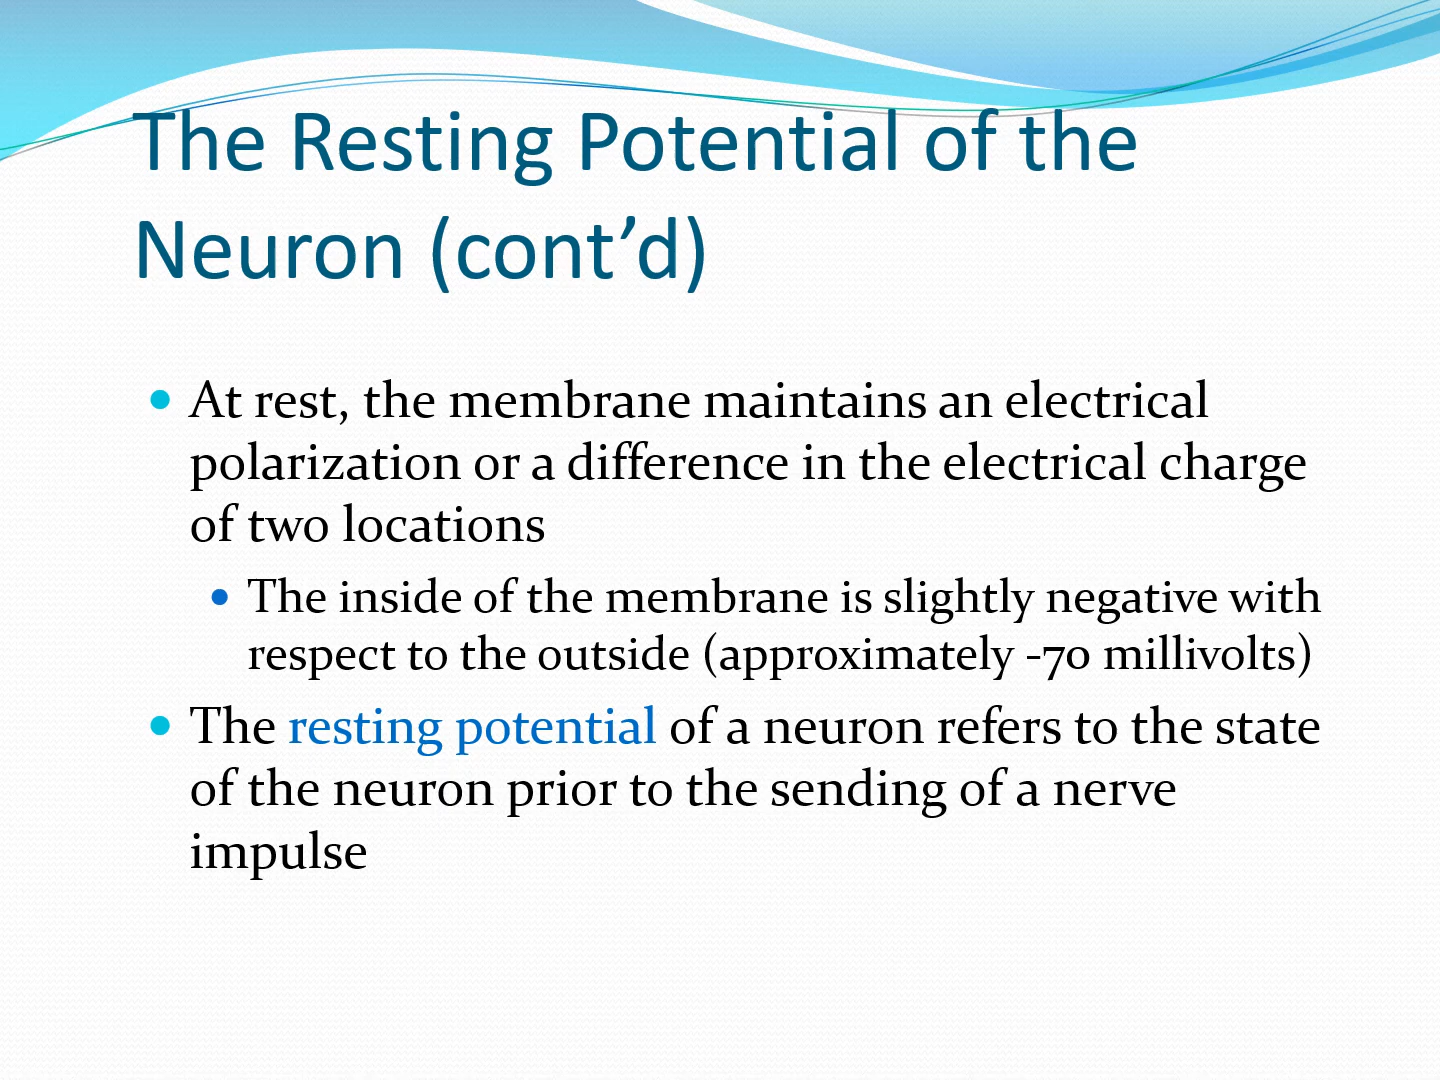 The Resting Potential of the
Neuron (cont’d)
• At rest, the membrane maintains an electrical
polarization or a difference in the electrical charge
of two locations
• The inside of the membrane is slightly negative with
respect to the outside (approximately -70 millivolts)
• The resting potential of a neuron refers to the state
of the neuron prior to the sending of a nerve
impulse